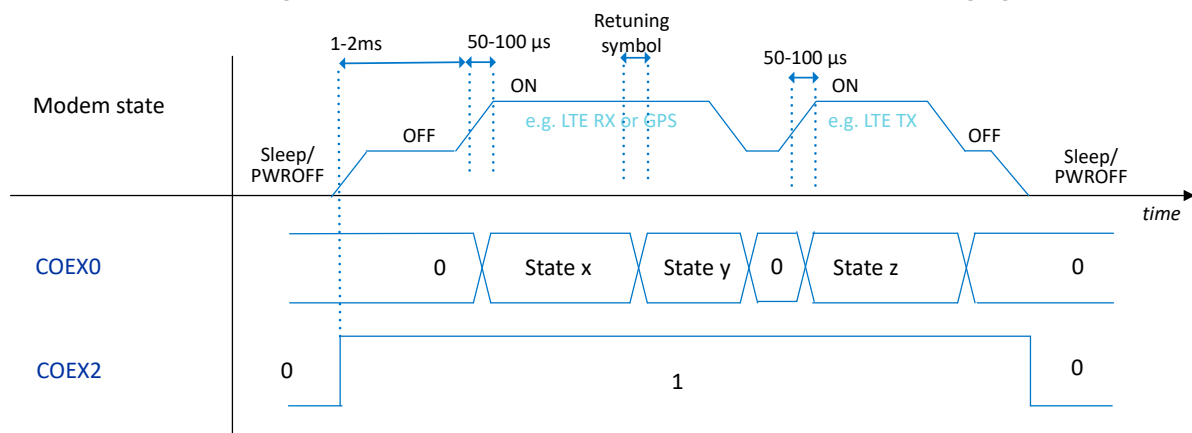 Retuning
symbol
1-2ms
50-100 µs
50-100 µs
ON
ON
Modem state
e.g. LTE RX or GPS
e.g. LTE TX
OFF
OFF
Sleep/
PWROFF
Sleep/
PWROFF
time
COEX0
0
State x
State y
0
State z
0
COEX2
0
1
0